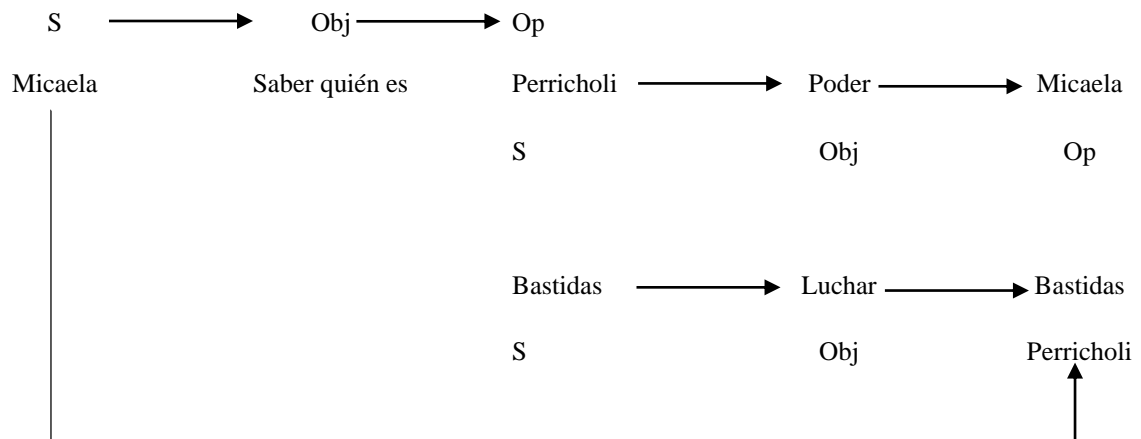 S Obj Op
Micaela Saber quién es Perricholi Poder Micaela
S Obj Op
Bastidas Luchar Bastidas
S Obj Perricholi